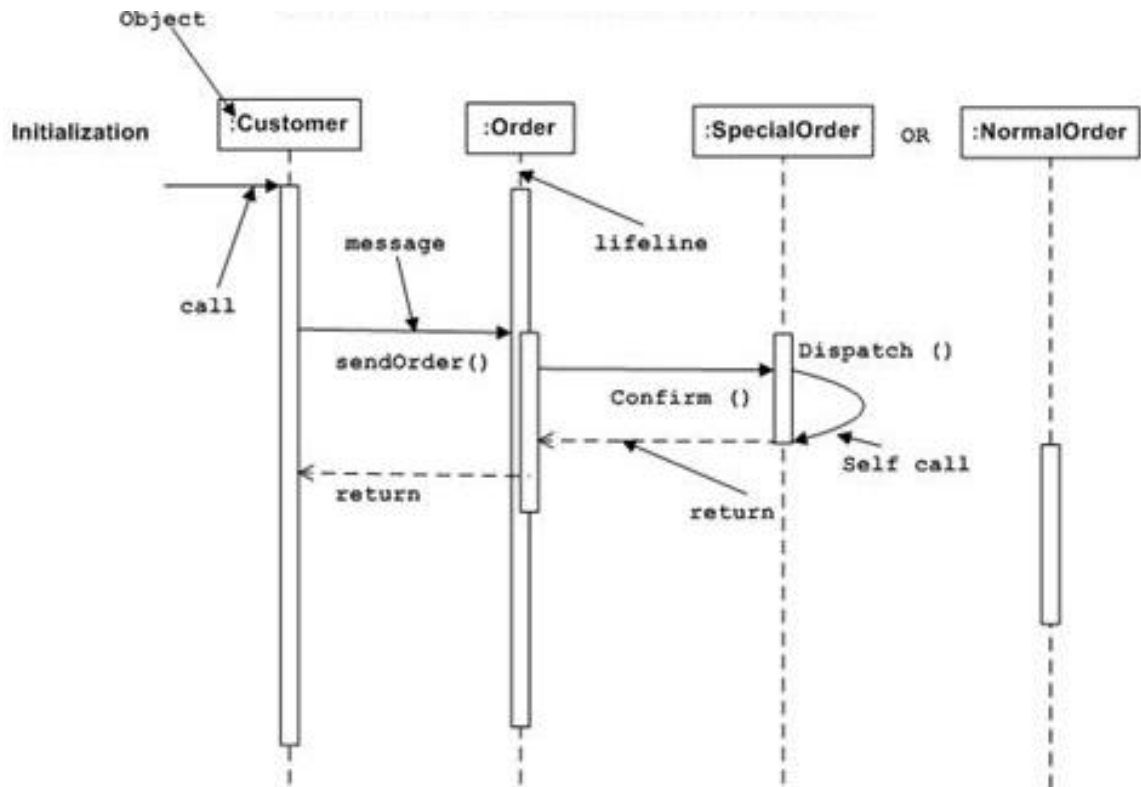 Object
Initialization
:Customer
:Order
:SpecialOrder
OR
:NormalOrder
message
lifeline
call
sendOrder()
Dispatch ()
Confirm ()
Self call
return
return